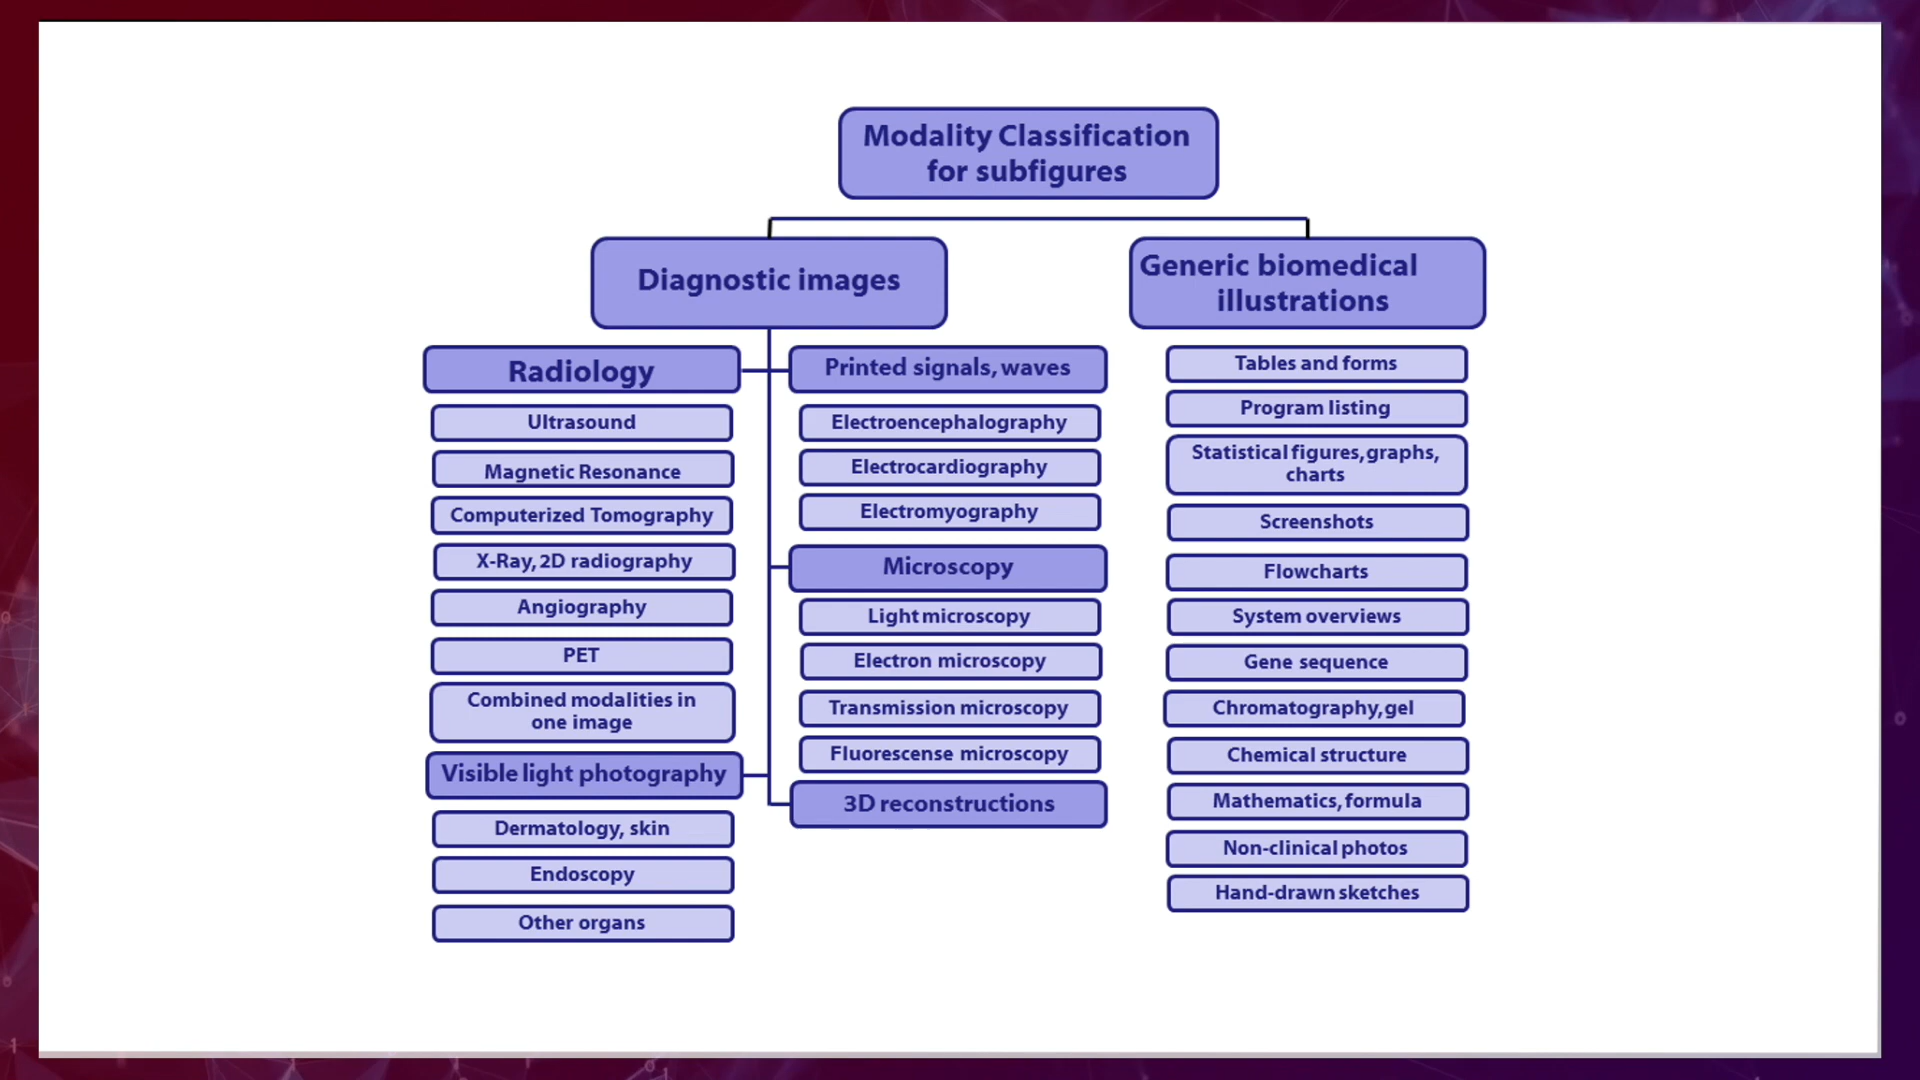 Modality Classification
for subfigures
Diagnostic images
Generic biomedical
illustrations
Radiology
Ultrasound
Magnetic Resonance
Computerized Tomography
X-Ray, 2D radiography
Angiography
PET
Combined modalities in
one image
Visible light photography
Dermatology, skin
Endoscopy
Other organs
Printed signals, waves
Electroencephalography
Electrocardiography
Electromyography
Microscopy
Light microscopy
Electron microscopy
Transmission microscopy
Fluorescense microscopy
3D reconstructions
Tables and forms
Program listing
Statistical figures, graphs,
charts
Screenshots
Flowcharts
System overviews
Gene sequence
Chromatography, gel
Chemical structure
Mathematics, formula
Non-clinical photos
Hand-drawn sketches